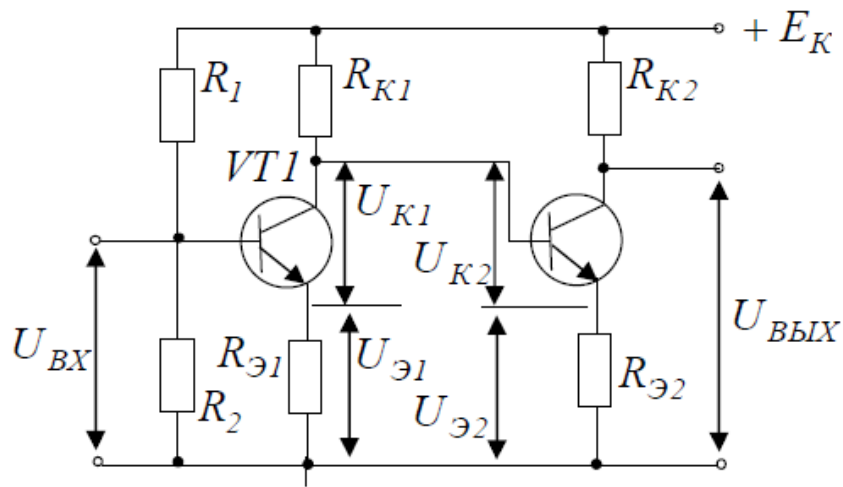 + E_К
R_1
R_К1
R_К2
VT1
U_К1
U_К2
U_ВХ
R_Э1
U_Э1
U_ВЫХ
R_2
R_Э2
U_Э2